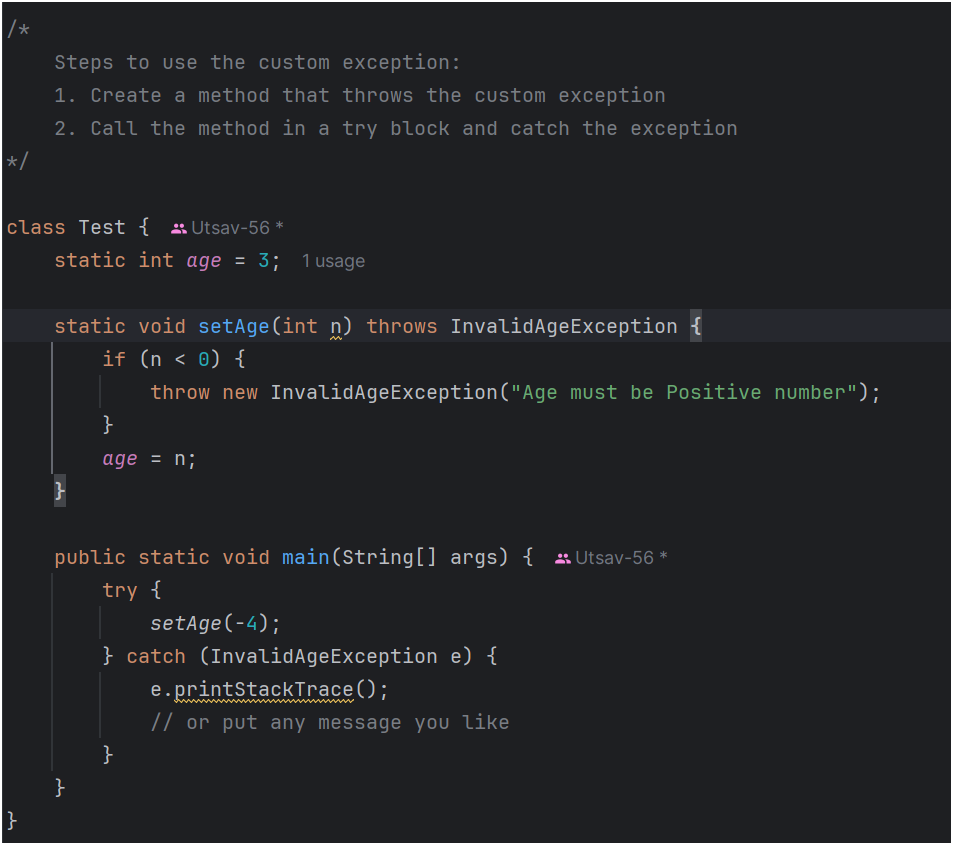 /*
    Steps to use the custom exception:
    1. Create a method that throws the custom exception
    2. Call the method in a try block and catch the exception
*/
class Test {  Utsav-56 *
    static int age = 3;  1 usage
    static void setAge(int n) throws InvalidAgeException {
        if (n < 0) {
            throw new InvalidAgeException("Age must be Positive number");
        }
        age = n;
    }
    public static void main(String[] args) {  Utsav-56 *
        try {
            setAge(-4);
        } catch (InvalidAgeException e) {
            e.printStackTrace();
            // or put any message you like
        }
    }
}